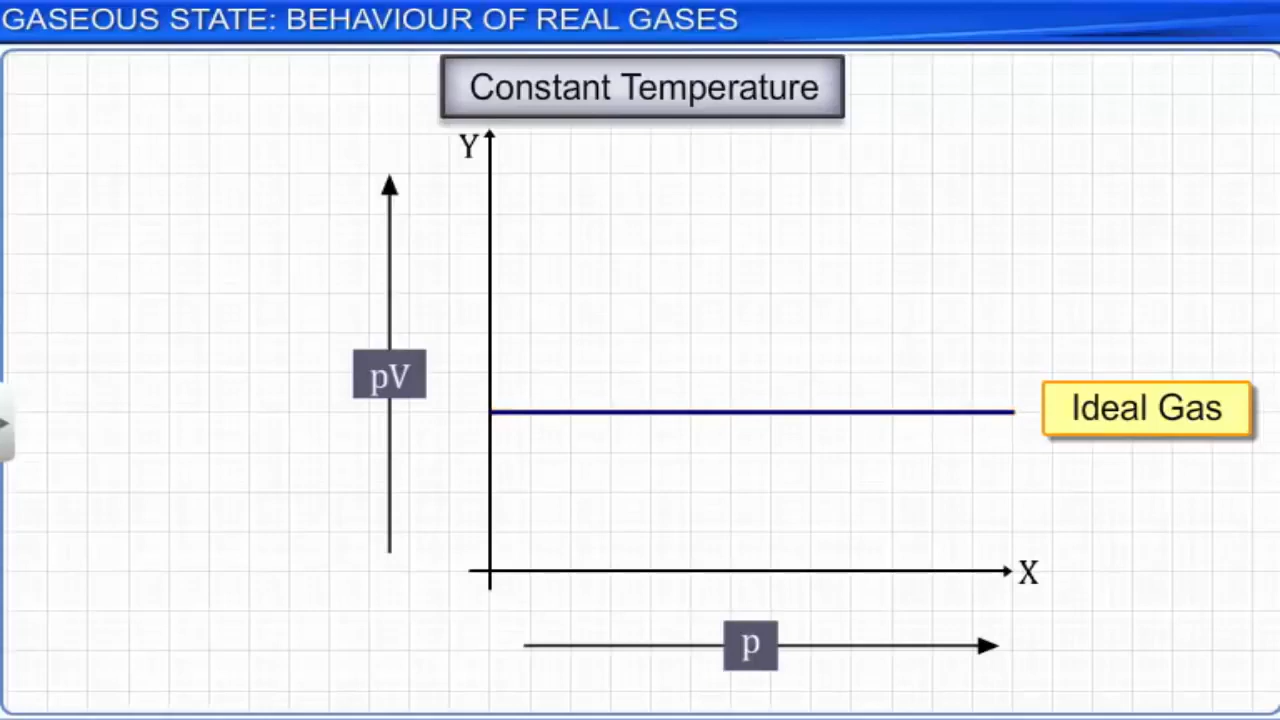 GASEOUS STATE: BEHAVIOUR OF REAL GASES
Constant Temperature
Y
pV
Ideal Gas
X
p